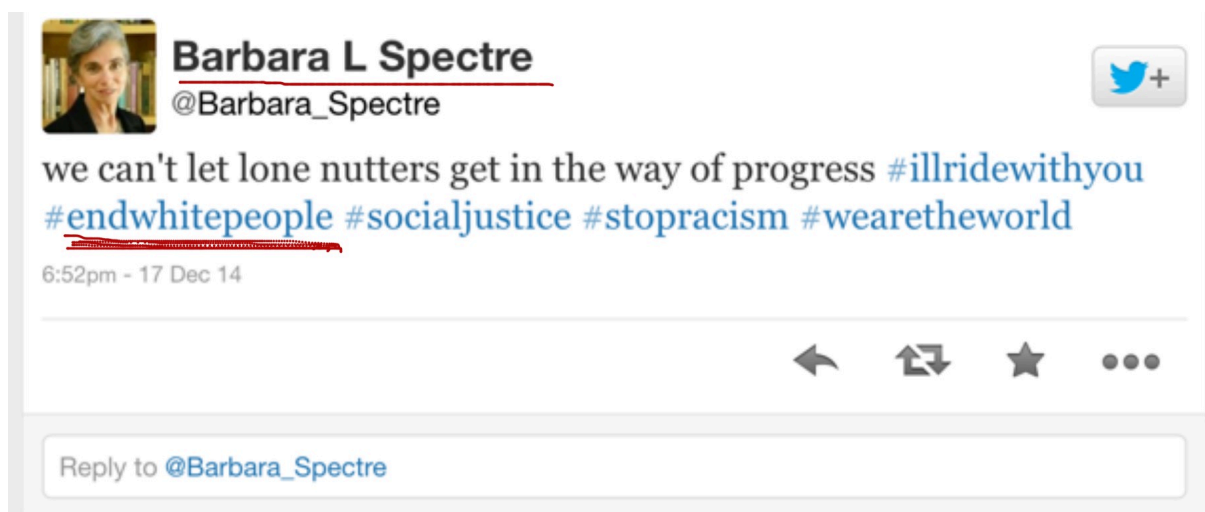 Barbara L Spectre
@Barbara_Spectre
we can't let lone nutters get in the way of progress #illridewithyou
#endwhitepeople #socialjustice #stopracism #wearetheworld
6:52pm - 17 Dec 14
Reply to @Barbara_Spectre